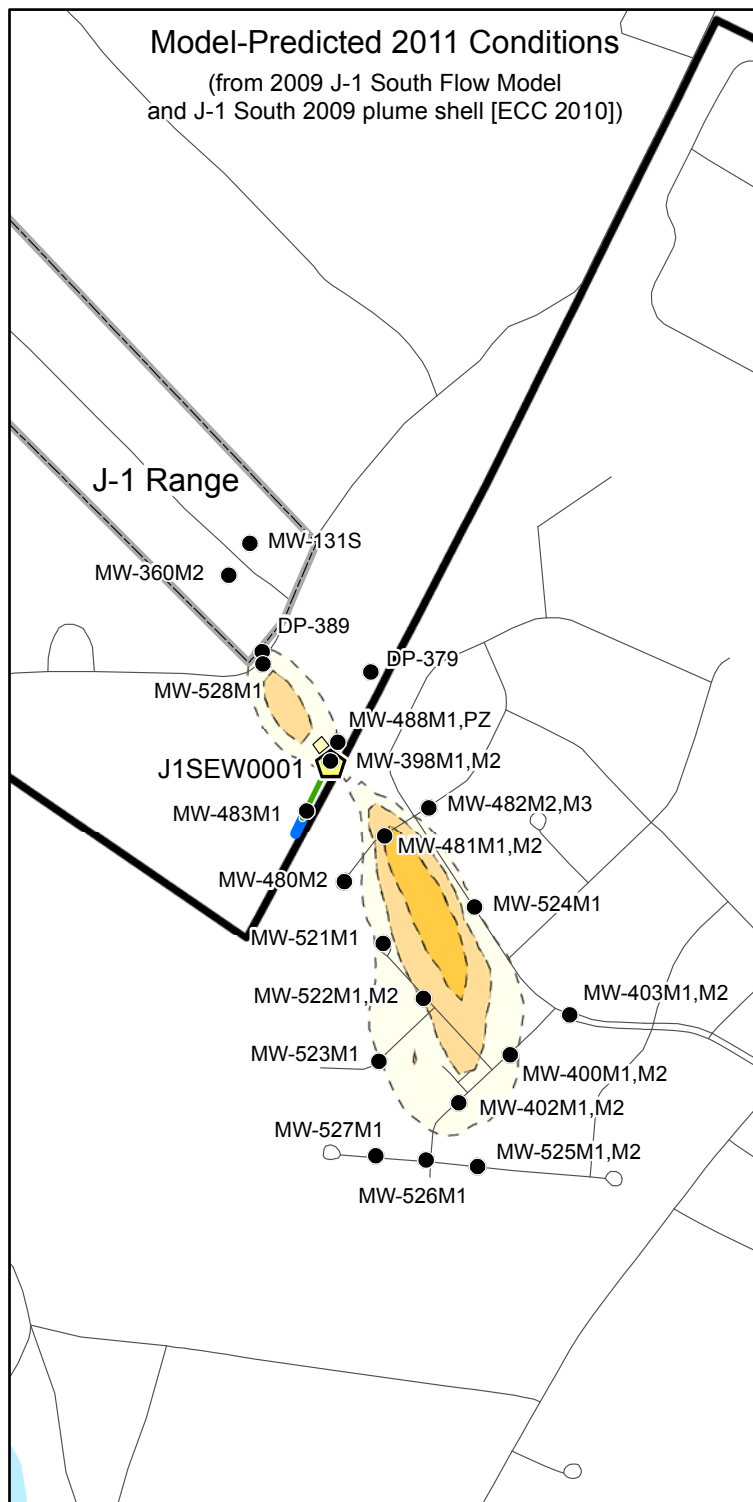 Model-Predicted 2011 Conditions
(from 2009 J-1 South Flow Model
and J-1 South 2009 plume shell [ECC 2010])
J-1 Range
MW-131S
MW-360M2
DP-389
DP-379
MW-528M1
MW-488M1,PZ
MW-398M1,M2
J1SEW0001
MW-483M1
MW-482M2,M3
MW-481M1,M2
MW-480M2
MW-524M1
MW-521M1
MW-522M1,M2
MW-403M1,M2
MW-523M1
MW-400M1,M2
MW-402M1,M2
MW-527M1
MW-525M1,M2
MW-526M1